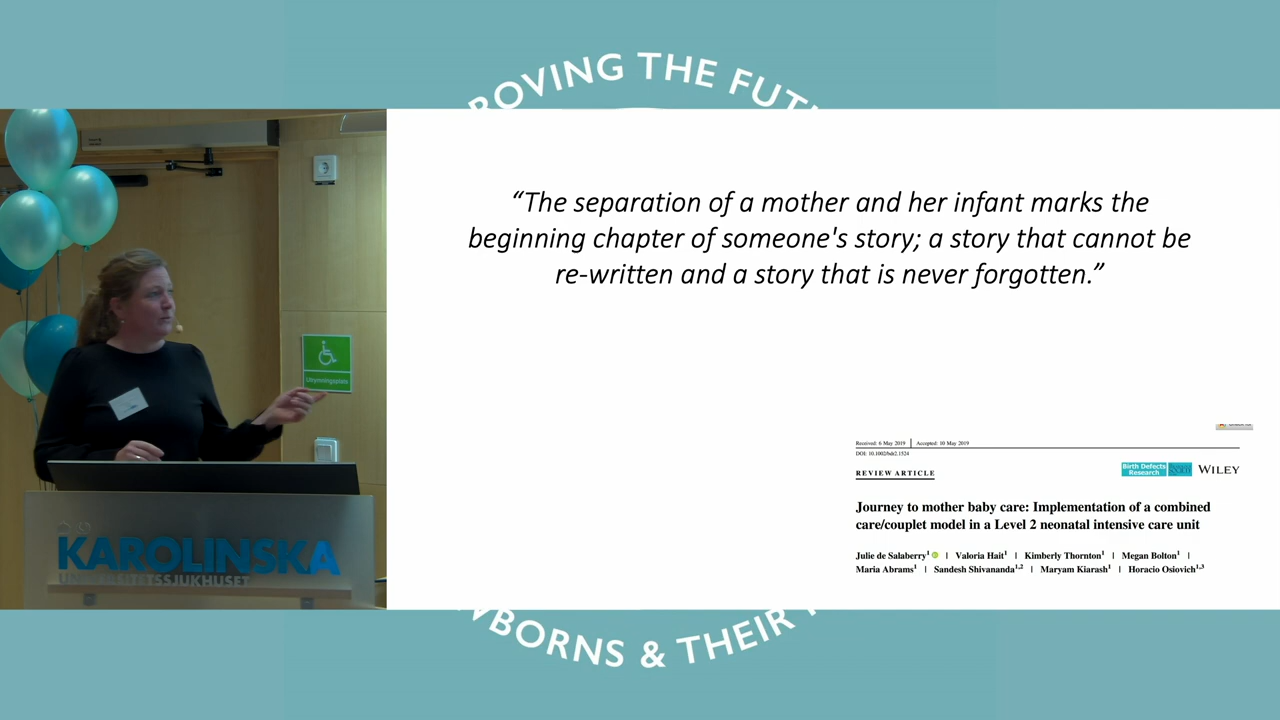 ROVING THE FUT
“The separation of a mother and her infant marks the
beginning chapter of someone's story; a story that cannot be
re-written and a story that is never forgotten.”
Utrymningsplats
KAROLINSKA
UNIVERSITETSSJUKHUSET
Received: 6 May 2019 | Accepted: 10 May 2019
DOI: 10.1002/bdr2.1524
REVIEW ARTICLE
Birth Defects
Research
WILEY
Journey to mother baby care: Implementation of a combined
care/couplet model in a Level 2 neonatal intensive care unit
Julie de Salaberry1 | Valoria Hait1 | Kimberly Thornton1 | Megan Bolton1 |
Maria Abrams1 | Sandesh Shivananda1,2 | Maryam Kiarash1 | Horacio Osiovich1,3
WBORNS & THEIR